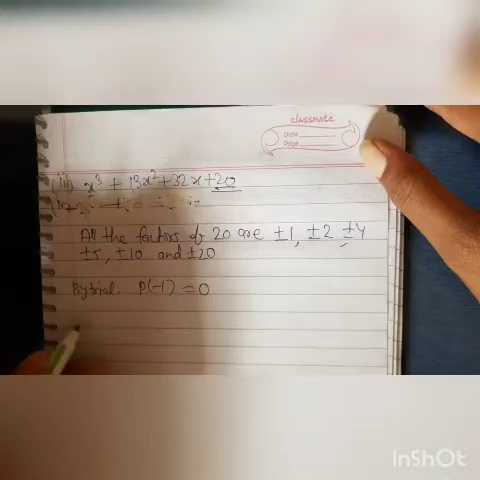 classmate
Date
Page
(iii) x³ + 13x² + 32x + 20
All the factors of 20 are ±1, ±2 ±4
±5, ±10 and ±20
By trial. P(-1) = 0
InShOt